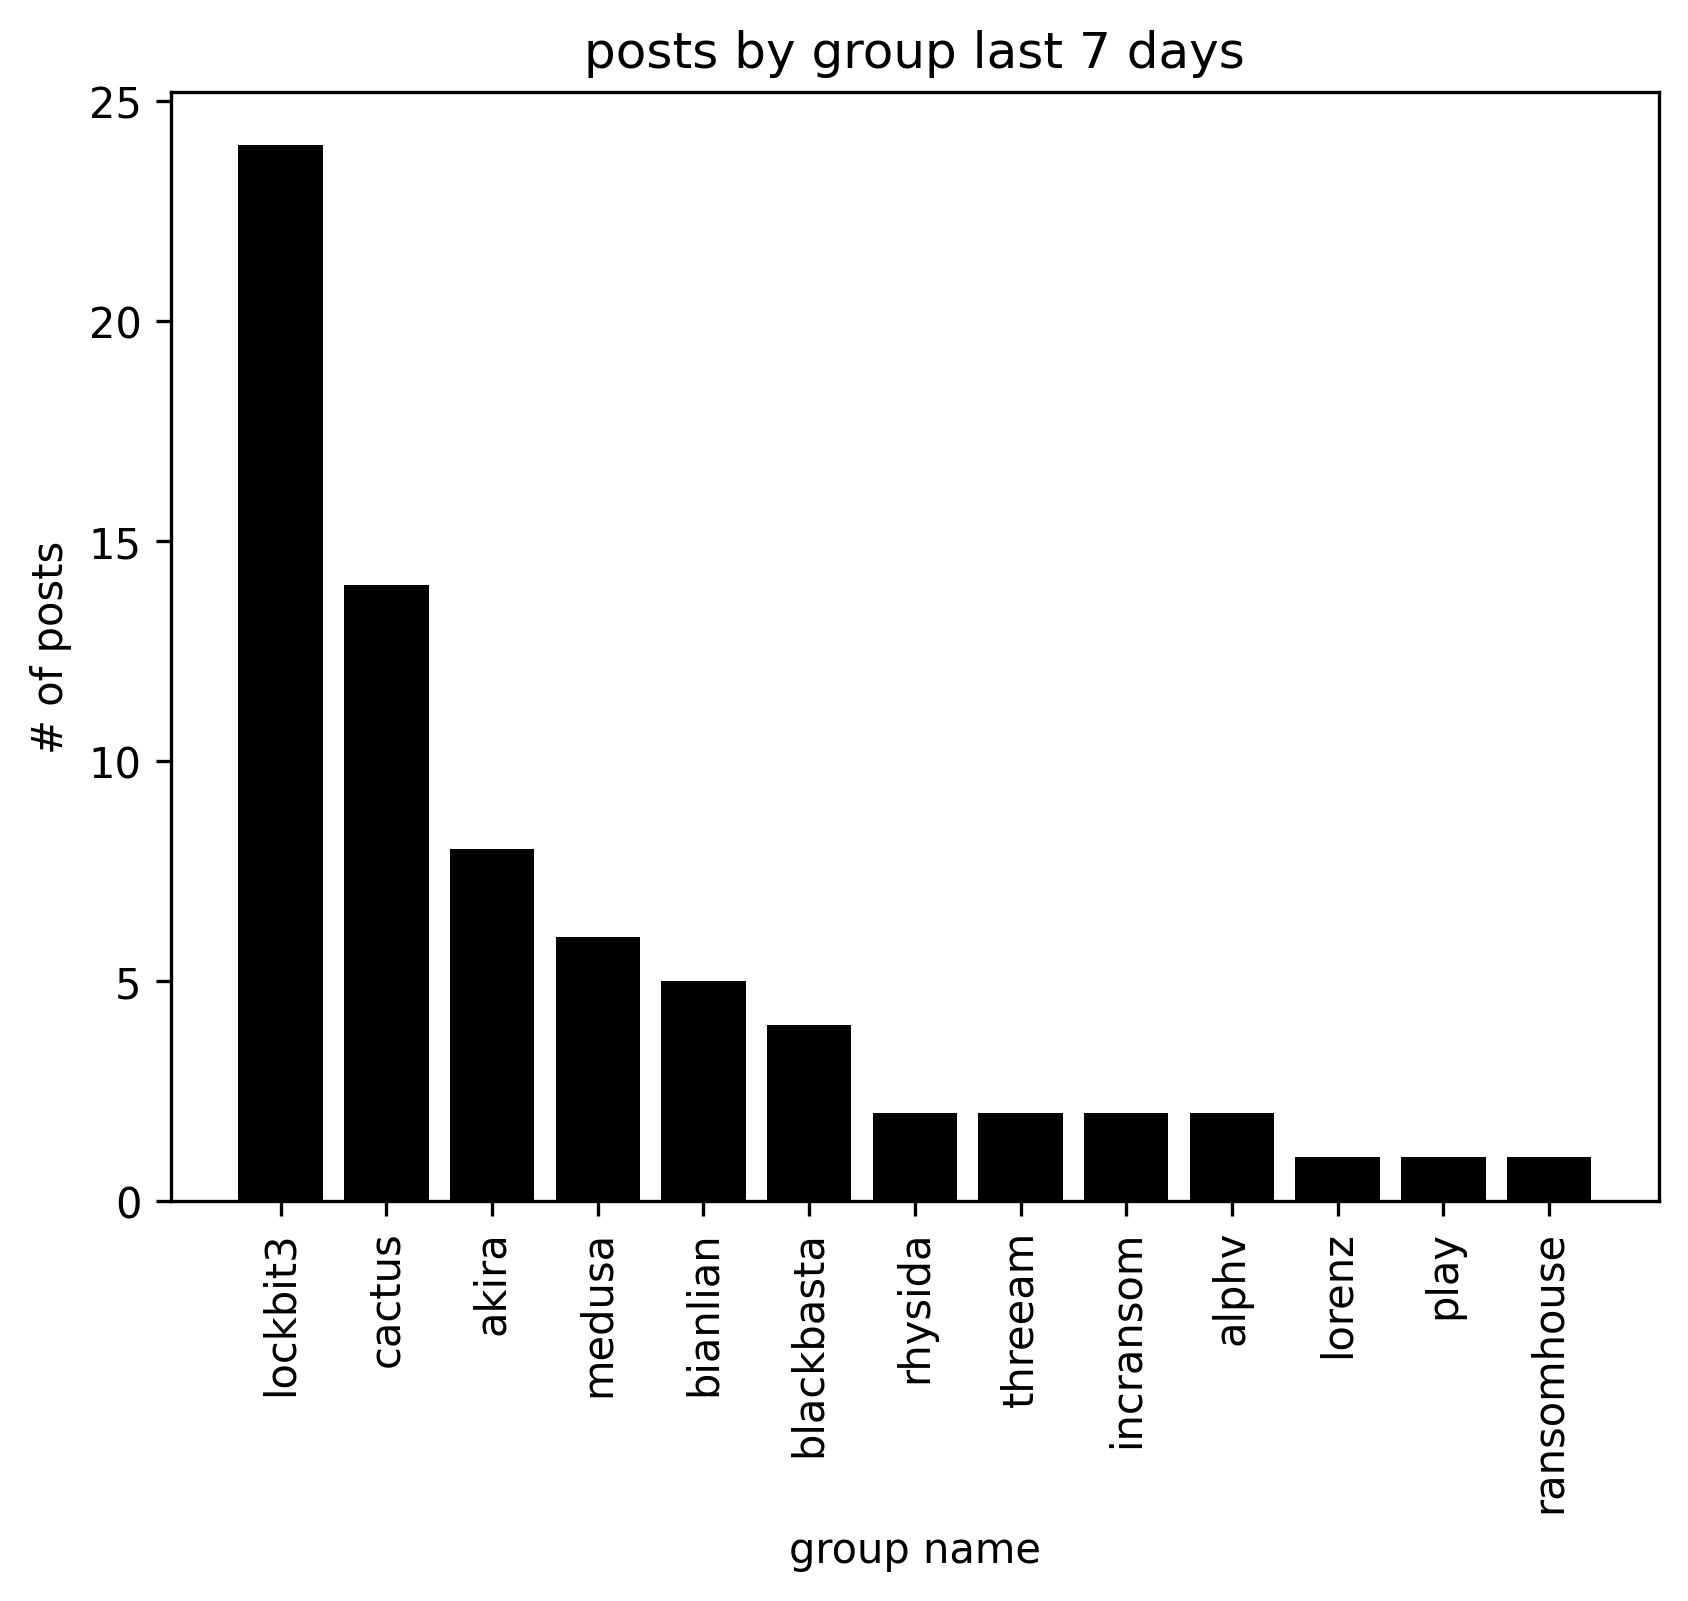 posts by group last 7 days
25
20
15
10
5
0
# of posts
lockbit3
cactus
akira
medusa
bianlian
blackbasta
rhysida
threeam
incransom
alphv
lorenz
play
ransomhouse
group name